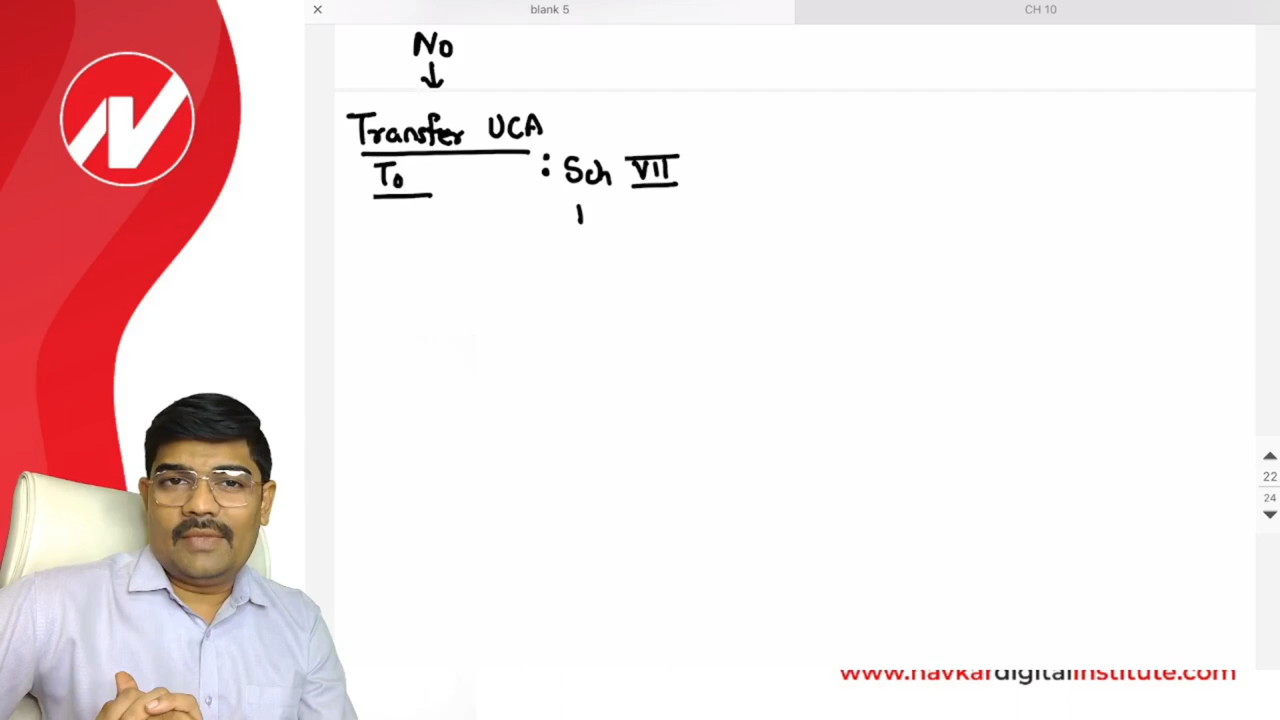 × blank 5 CH 10
No
Transfer UCA
To : Sch VII
22
24
www.navkardigitalinstitute.com